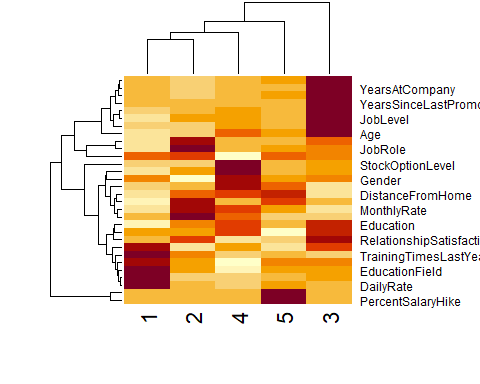 YearsAtCompany
YearsSinceLastPromo
JobLevel
Age
JobRole
StockOptionLevel
Gender
DistanceFromHome
MonthlyRate
Education
RelationshipSatisfacti
TrainingTimesLastYea
EducationField
DailyRate
PercentSalaryHike
1 2 4 5 3